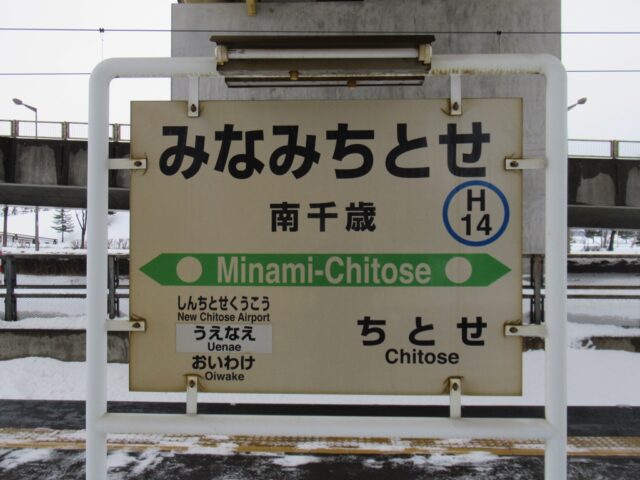 みなみちとせ
南千歳
H
14
Minami-Chitose
しんちとせくうこう
New Chitose Airport
うえなえ
Uenae
おいわけ
Oiwake
ちとせ
Chitose